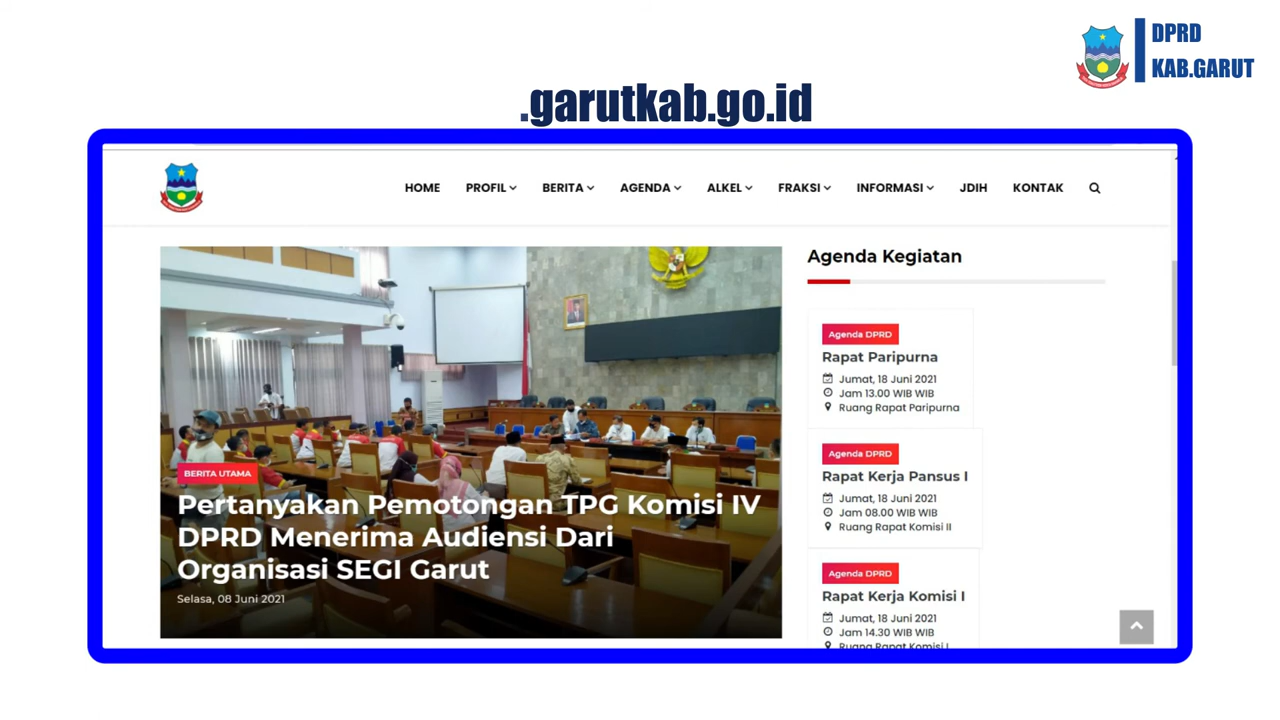 DPRD
KAB.GARUT
.garutkab.go.id
HOME PROFIL BERITA AGENDA ALKEL FRAKSI INFORMASI JDIH KONTAK
BERITA UTAMA
Pertanyakan Pemotongan TPG Komisi IV
DPRD Menerima Audiensi Dari
Organisasi SEGI Garut
Selasa, 08 Juni 2021
Agenda Kegiatan
Agenda DPRD
Rapat Paripurna
Jumat, 18 Juni 2021
Jam 13.00 WIB WIB
Ruang Rapat Paripurna
Agenda DPRD
Rapat Kerja Pansus I
Jumat, 18 Juni 2021
Jam 08.00 WIB WIB
Ruang Rapat Komisi II
Agenda DPRD
Rapat Kerja Komisi I
Jumat, 18 Juni 2021
Jam 14.30 WIB WIB
Ruang Rapat Komisi I